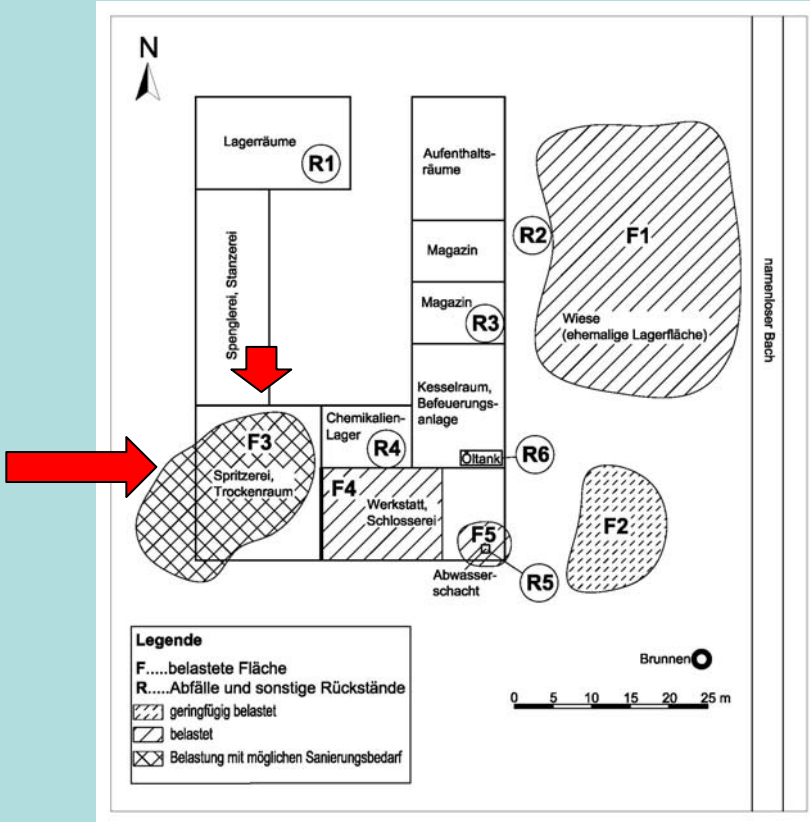 N
Lagerräume
R1
Aufenthalts-
räume
R2
F1
Magazin
Spenglerei, Stanzerei
Magazin
R3
Wiese
(ehemalige Lagerfläche)
namenloser Bach
Kesselraum,
Befeuerungs-
anlage
Chemikalien-
Lager
R4
F3
Öltank
R6
Spritzerei,
Trockenraum
F4
Werkstatt,
Schlosserei
F5
F2
Abwasser-
schacht
R5
Legende
F.....belastete Fläche
R.....Abfälle und sonstige Rückstände
geringfügig belastet
belastet
Belastung mit möglichen Sanierungsbedarf
Brunnen
0 5 10 15 20 25 m